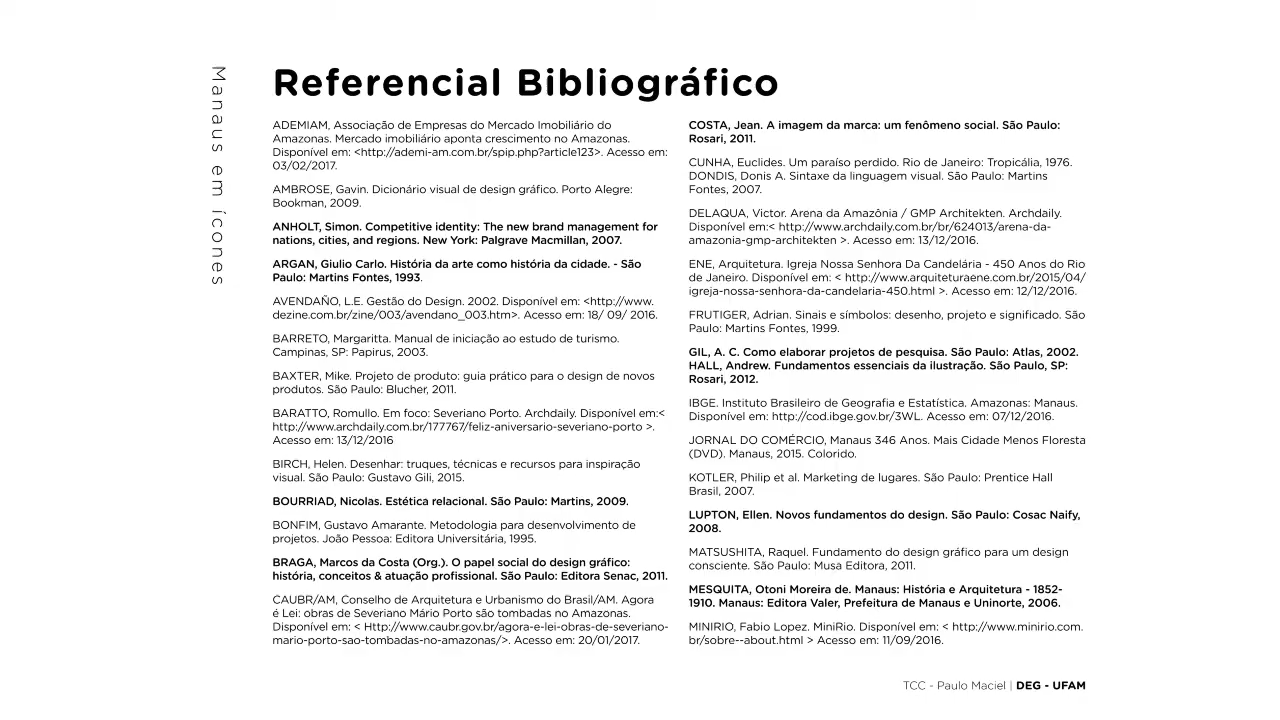 Manaus em ícones
Referencial Bibliográfico
ADEMIAM, Associação de Empresas do Mercado Imobiliário do
Amazonas. Mercado imobiliário aponta crescimento no Amazonas.
Disponível em: <http://ademi-am.com.br/spip.php?article123>. Acesso em:
03/02/2017.
AMBROSE, Gavin. Dicionário visual de design gráfico. Porto Alegre:
Bookman, 2009.
ANHOLT, Simon. Competitive identity: The new brand management for
nations, cities, and regions. New York: Palgrave Macmillan, 2007.
ARGAN, Giulio Carlo. História da arte como história da cidade. - São
Paulo: Martins Fontes, 1993.
AVENDAÑO, L.E. Gestão do Design. 2002. Disponível em: <http://www.
dezine.com.br/zine/003/avendano_003.htm>. Acesso em: 18/ 09/ 2016.
BARRETO, Margaritta. Manual de iniciação ao estudo de turismo.
Campinas, SP: Papirus, 2003.
BAXTER, Mike. Projeto de produto: guia prático para o design de novos
produtos. São Paulo: Blucher, 2011.
BARATTO, Romullo. Em foco: Severiano Porto. Archdaily. Disponível em:<
http://www.archdaily.com.br/177767/feliz-aniversario-severiano-porto >.
Acesso em: 13/12/2016
BIRCH, Helen. Desenhar: truques, técnicas e recursos para inspiração
visual. São Paulo: Gustavo Gili, 2015.
BOURRIAD, Nicolas. Estética relacional. São Paulo: Martins, 2009.
BONFIM, Gustavo Amarante. Metodologia para desenvolvimento de
projetos. João Pessoa: Editora Universitária, 1995.
BRAGA, Marcos da Costa (Org.). O papel social do design gráfico:
história, conceitos & atuação profissional. São Paulo: Editora Senac, 2011.
CAUBR/AM, Conselho de Arquitetura e Urbanismo do Brasil/AM. Agora
é Lei: obras de Severiano Mário Porto são tombadas no Amazonas.
Disponível em: < Http://www.caubr.gov.br/agora-e-lei-obras-de-severiano-
mario-porto-sao-tombadas-no-amazonas/>. Acesso em: 20/01/2017.
COSTA, Jean. A imagem da marca: um fenômeno social. São Paulo:
Rosari, 2011.
CUNHA, Euclides. Um paraíso perdido. Rio de Janeiro: Tropicália, 1976.
DONDIS, Donis A. Sintaxe da linguagem visual. São Paulo: Martins
Fontes, 2007.
DELAQUA, Victor. Arena da Amazônia / GMP Architekten. Archdaily.
Disponível em:< http://www.archdaily.com.br/br/624013/arena-da-
amazonia-gmp-architekten >. Acesso em: 13/12/2016.
ENE, Arquitetura. Igreja Nossa Senhora Da Candelária - 450 Anos do Rio
de Janeiro. Disponível em: < http://www.arquiteturaene.com.br/2015/04/
igreja-nossa-senhora-da-candelaria-450.html >. Acesso em: 12/12/2016.
FRUTIGER, Adrian. Sinais e símbolos: desenho, projeto e significado. São
Paulo: Martins Fontes, 1999.
GIL, A. C. Como elaborar projetos de pesquisa. São Paulo: Atlas, 2002.
HALL, Andrew. Fundamentos essenciais da ilustração. São Paulo, SP:
Rosari, 2012.
IBGE. Instituto Brasileiro de Geografia e Estatística. Amazonas: Manaus.
Disponível em: http://cod.ibge.gov.br/3WL. Acesso em: 07/12/2016.
JORNAL DO COMÉRCIO, Manaus 346 Anos. Mais Cidade Menos Floresta
(DVD). Manaus, 2015. Colorido.
KOTLER, Philip et al. Marketing de lugares. São Paulo: Prentice Hall
Brasil, 2007.
LUPTON, Ellen. Novos fundamentos do design. São Paulo: Cosac Naify,
2008.
MATSUSHITA, Raquel. Fundamento do design gráfico para um design
consciente. São Paulo: Musa Editora, 2011.
MESQUITA, Otoni Moreira de. Manaus: História e Arquitetura - 1852-
1910. Manaus: Editora Valer, Prefeitura de Manaus e Uninorte, 2006.
MINIRIO, Fabio Lopez. MiniRio. Disponível em: < http://www.minirio.com.
br/sobre--about.html > Acesso em: 11/09/2016.
TCC - Paulo Maciel | DEG - UFAM